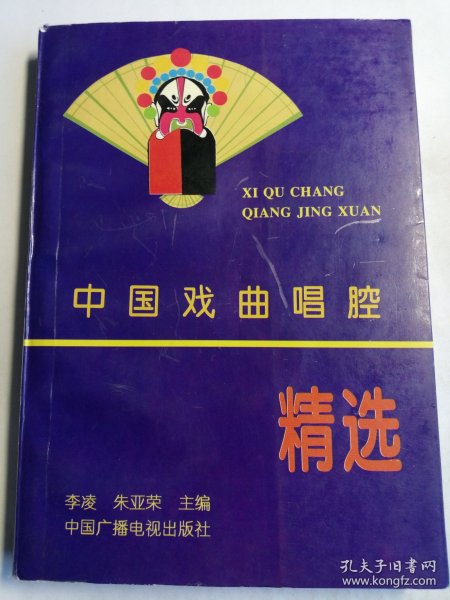 XI QU CHANG
QIANG JING XUAN
中国戏曲唱腔
精选
李凌 朱亚荣 主编
中国广播电视出版社
孔夫子旧书网
www.kongfz.com